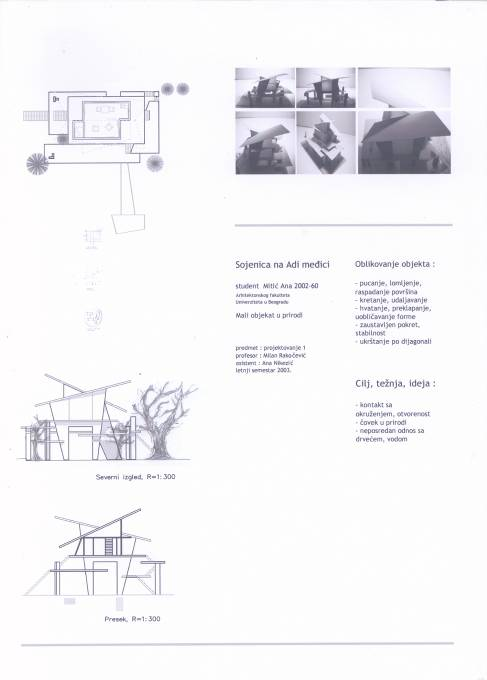 Sojenica na Adi međici
student Mitić Ana 2002-60
Arhitektonskog fakulteta
Univerziteta u Beogradu
Mali objekat u prirodi
predmet : projektovanje 1
profesor : Milan Rakočević
asistent : Ana Nikezić
letnji semestar 2003.
Oblikovanje objekta :
- pucanje, lomljenje,
raspadanje površina
- kretanje, udaljavanje
- hvatanje, preklapanje,
uobličavanje forme
- zaustavljen pokret,
stabilnost
- ukrštanje po dijagonali
Cilj, težnja, ideja :
- kontakt sa
okruženjem, otvorenost
- čovek u prirodi
- neposredan odnos sa
drvećem, vodom
Severni izgled, R=1:300
Presek, R=1:300